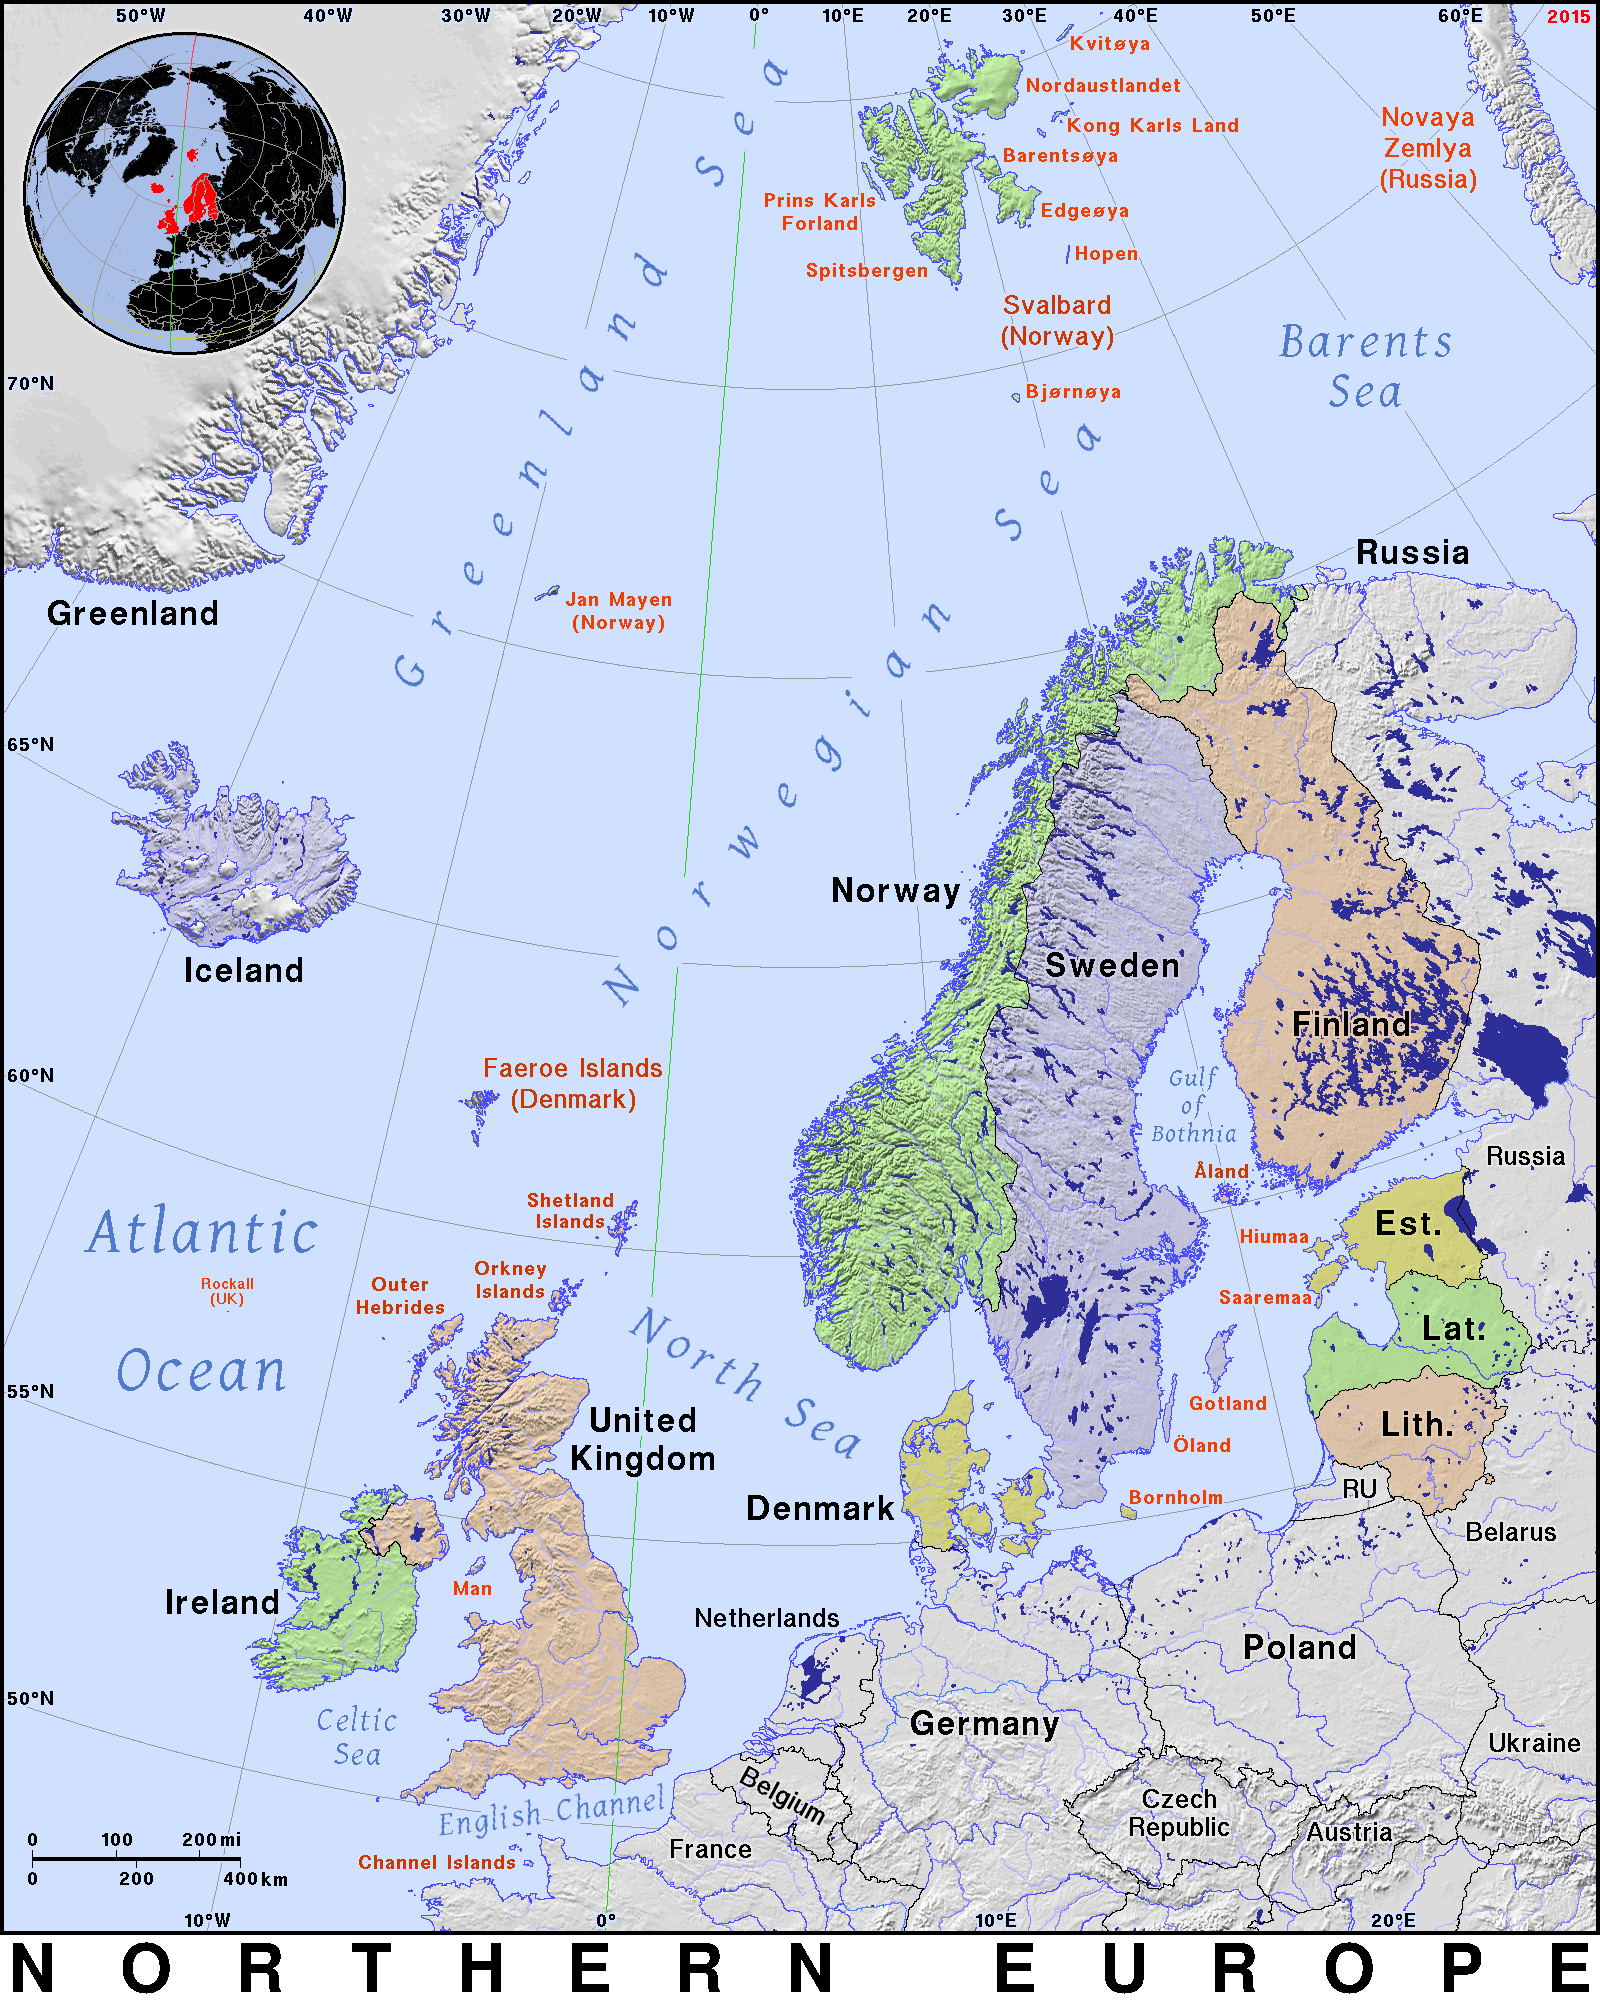 50°W 40°W 30°W 20°W 10°W 0° 10°E 20°E 30°E 40°E 50°E 60°E 2015
Kvitøya
Nordaustlandet
Kong Karls Land
Barentsøya
Novaya
Zemlya
(Russia)
Prins Karls
Forland
Edgeøya
Hopen
Spitsbergen
Svalbard
(Norway)
Barents
Sea
Bjørnøya
70°N
Greenland Sea
Norwegian Sea
Russia
Greenland
Jan Mayen
(Norway)
65°N
Norway
Iceland
Sweden
Finland
Faeroe Islands
(Denmark)
60°N
Gulf
of
Bothnia
Russia
Åland
Shetland
Islands
Atlantic
Ocean
Est.
Hiumaa
Saaremaa
Rockall
(UK)
Outer
Hebrides
Orkney
Islands
North Sea
Lat.
55°N
Gotland
Öland
Lith.
United
Kingdom
RU
Denmark
Bornholm
Belarus
Ireland
Man
Netherlands
Poland
50°N
Celtic
Sea
Germany
Ukraine
Belgium
English Channel
Czech
Republic
Austria
France
Channel Islands
0 100 200 mi
0 200 400 km
10°W 0° 10°E 20°E
NORTHERN EUROPE